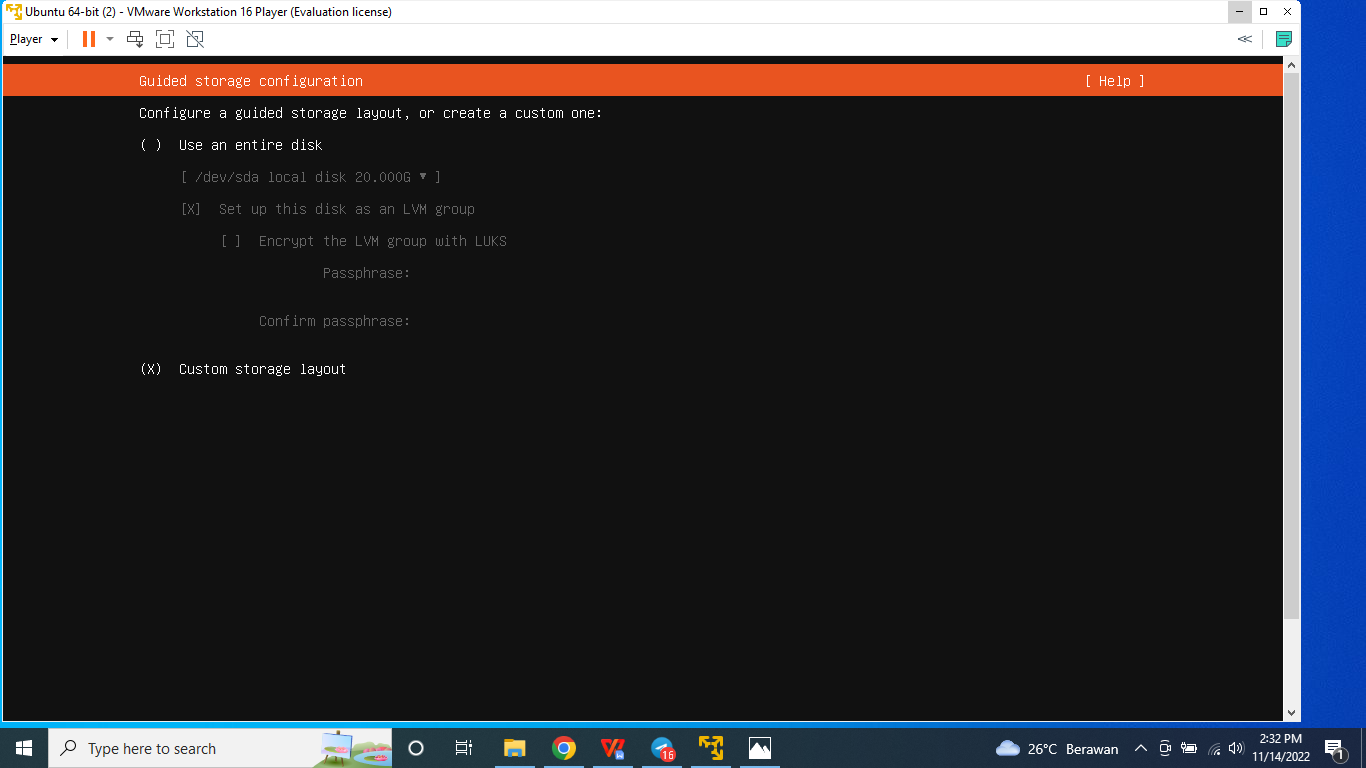 Ubuntu 64-bit (2) - VMware Workstation 16 Player (Evaluation license)
Player
Guided storage configuration [ Help ]
Configure a guided storage layout, or create a custom one:
( ) Use an entire disk
[ /dev/sda local disk 20.000G ▾ ]
[X] Set up this disk as an LVM group
[ ] Encrypt the LVM group with LUKS
Passphrase:
Confirm passphrase:
(X) Custom storage layout
Type here to search
16
26°C Berawan
2:32 PM
11/14/2022
1